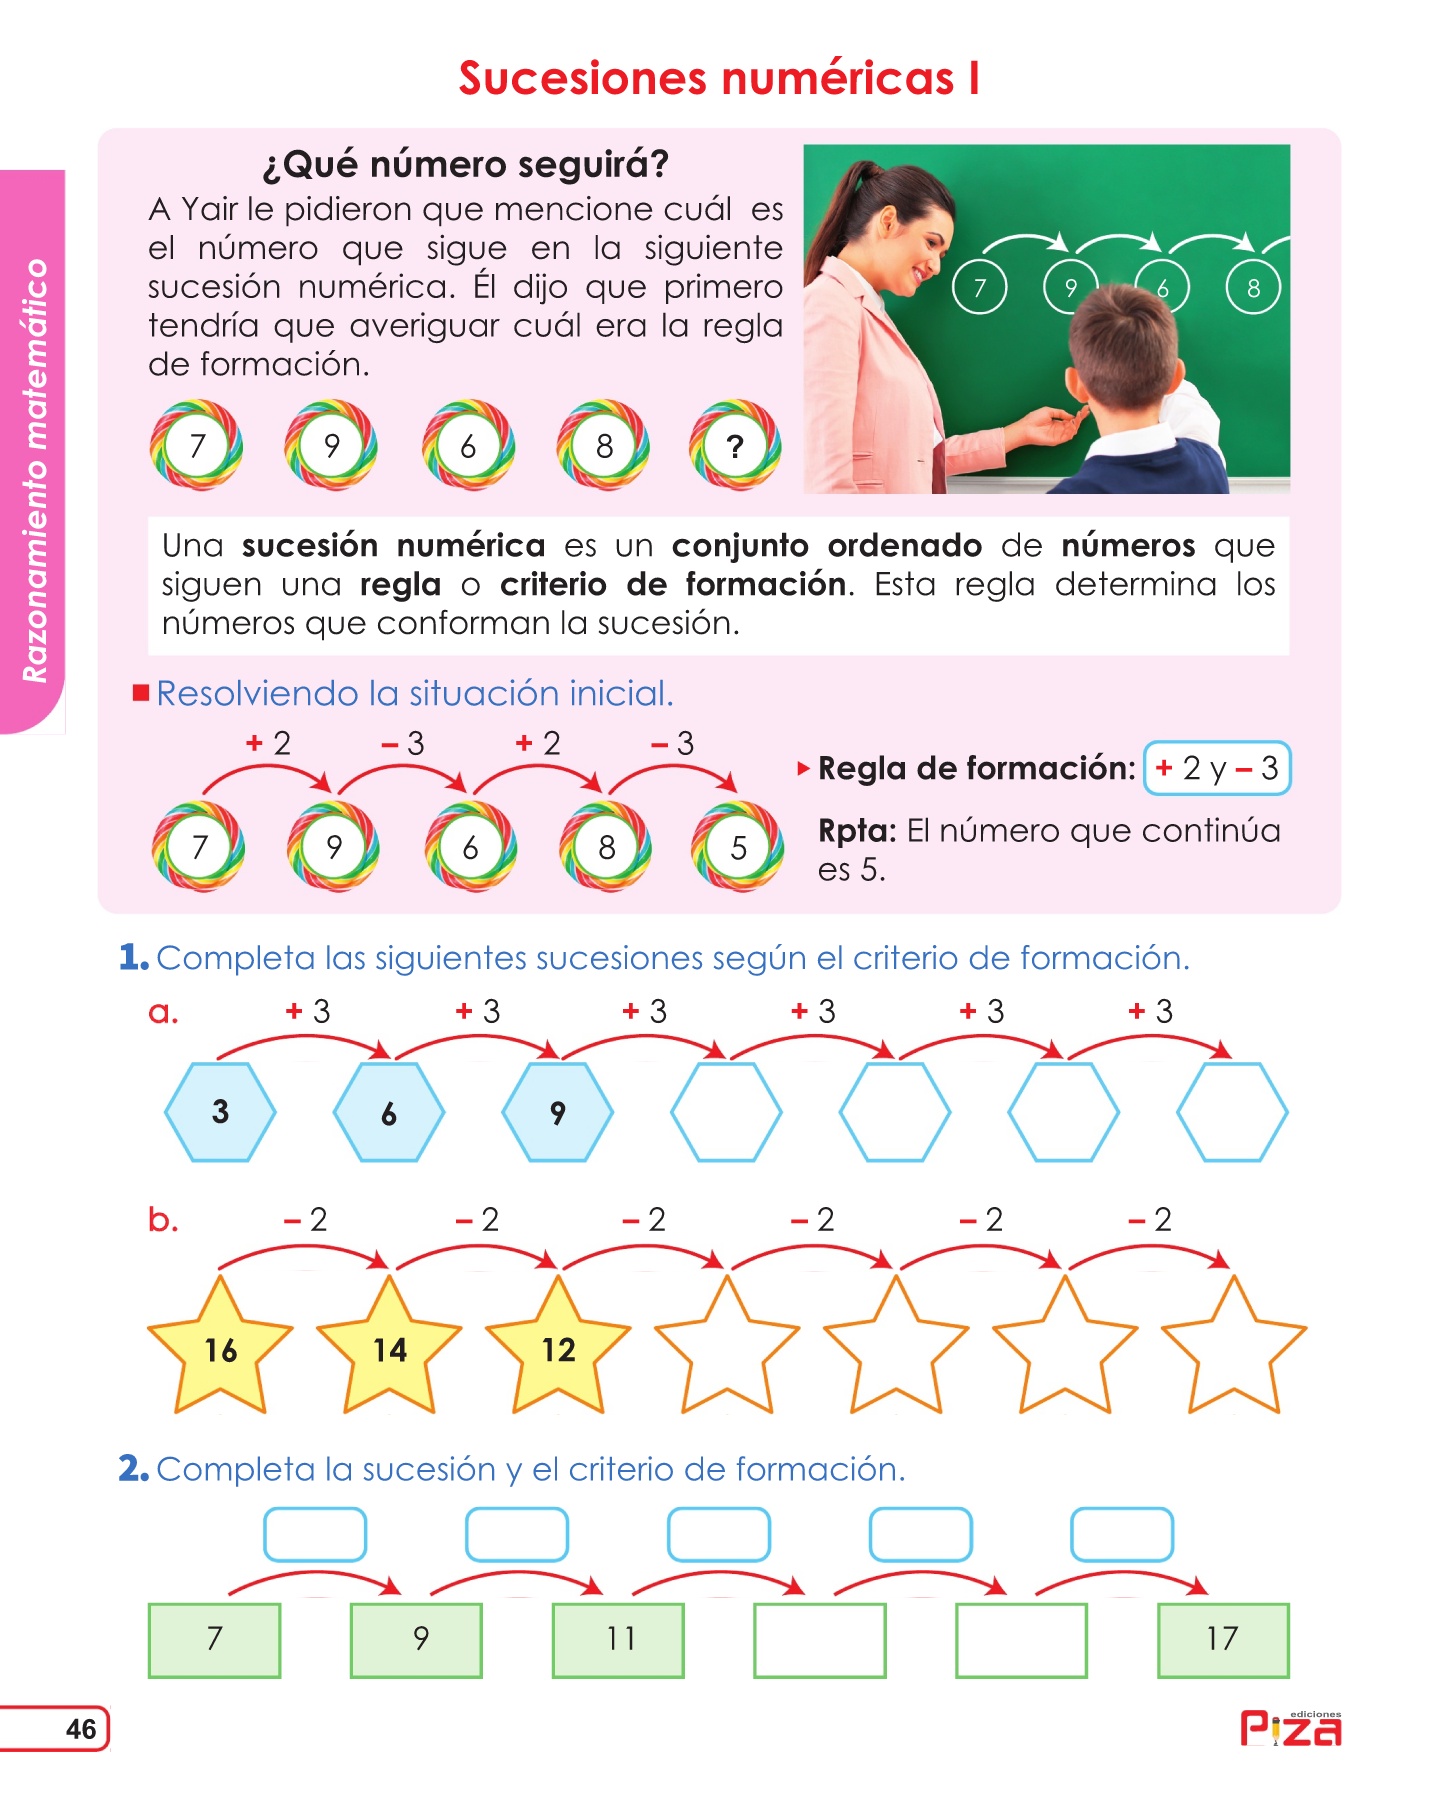 Sucesiones numéricas I
Razonamiento matemático
¿Qué número seguirá?
A Yair le pidieron que mencione cuál es
el número que sigue en la siguiente
sucesión numérica. Él dijo que primero
tendría que averiguar cuál era la regla
de formación.
7 9 6 8
7 9 6 8 ?
Una sucesión numérica es un conjunto ordenado de números que
siguen una regla o criterio de formación. Esta regla determina los
números que conforman la sucesión.
Resolviendo la situación inicial.
+ 2 – 3 + 2 – 3
7 9 6 8 5
Regla de formación: + 2 y – 3
Rpta: El número que continúa
es 5.
1. Completa las siguientes sucesiones según el criterio de formación.
a. + 3 + 3 + 3 + 3 + 3 + 3
3 6 9
b. – 2 – 2 – 2 – 2 – 2 – 2
16 14 12
2. Completa la sucesión y el criterio de formación.
7 9 11 17
46
ediciones
Piza